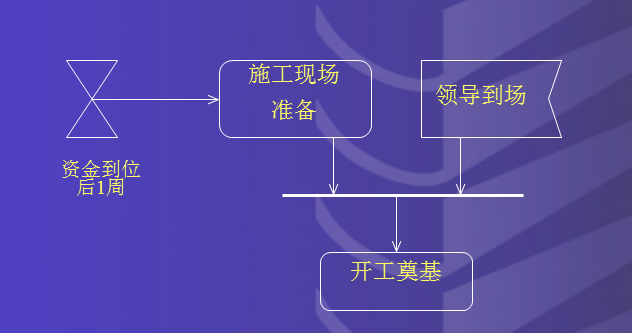 施工现场
准备
领导到场
资金到位
后1周
开工奠基